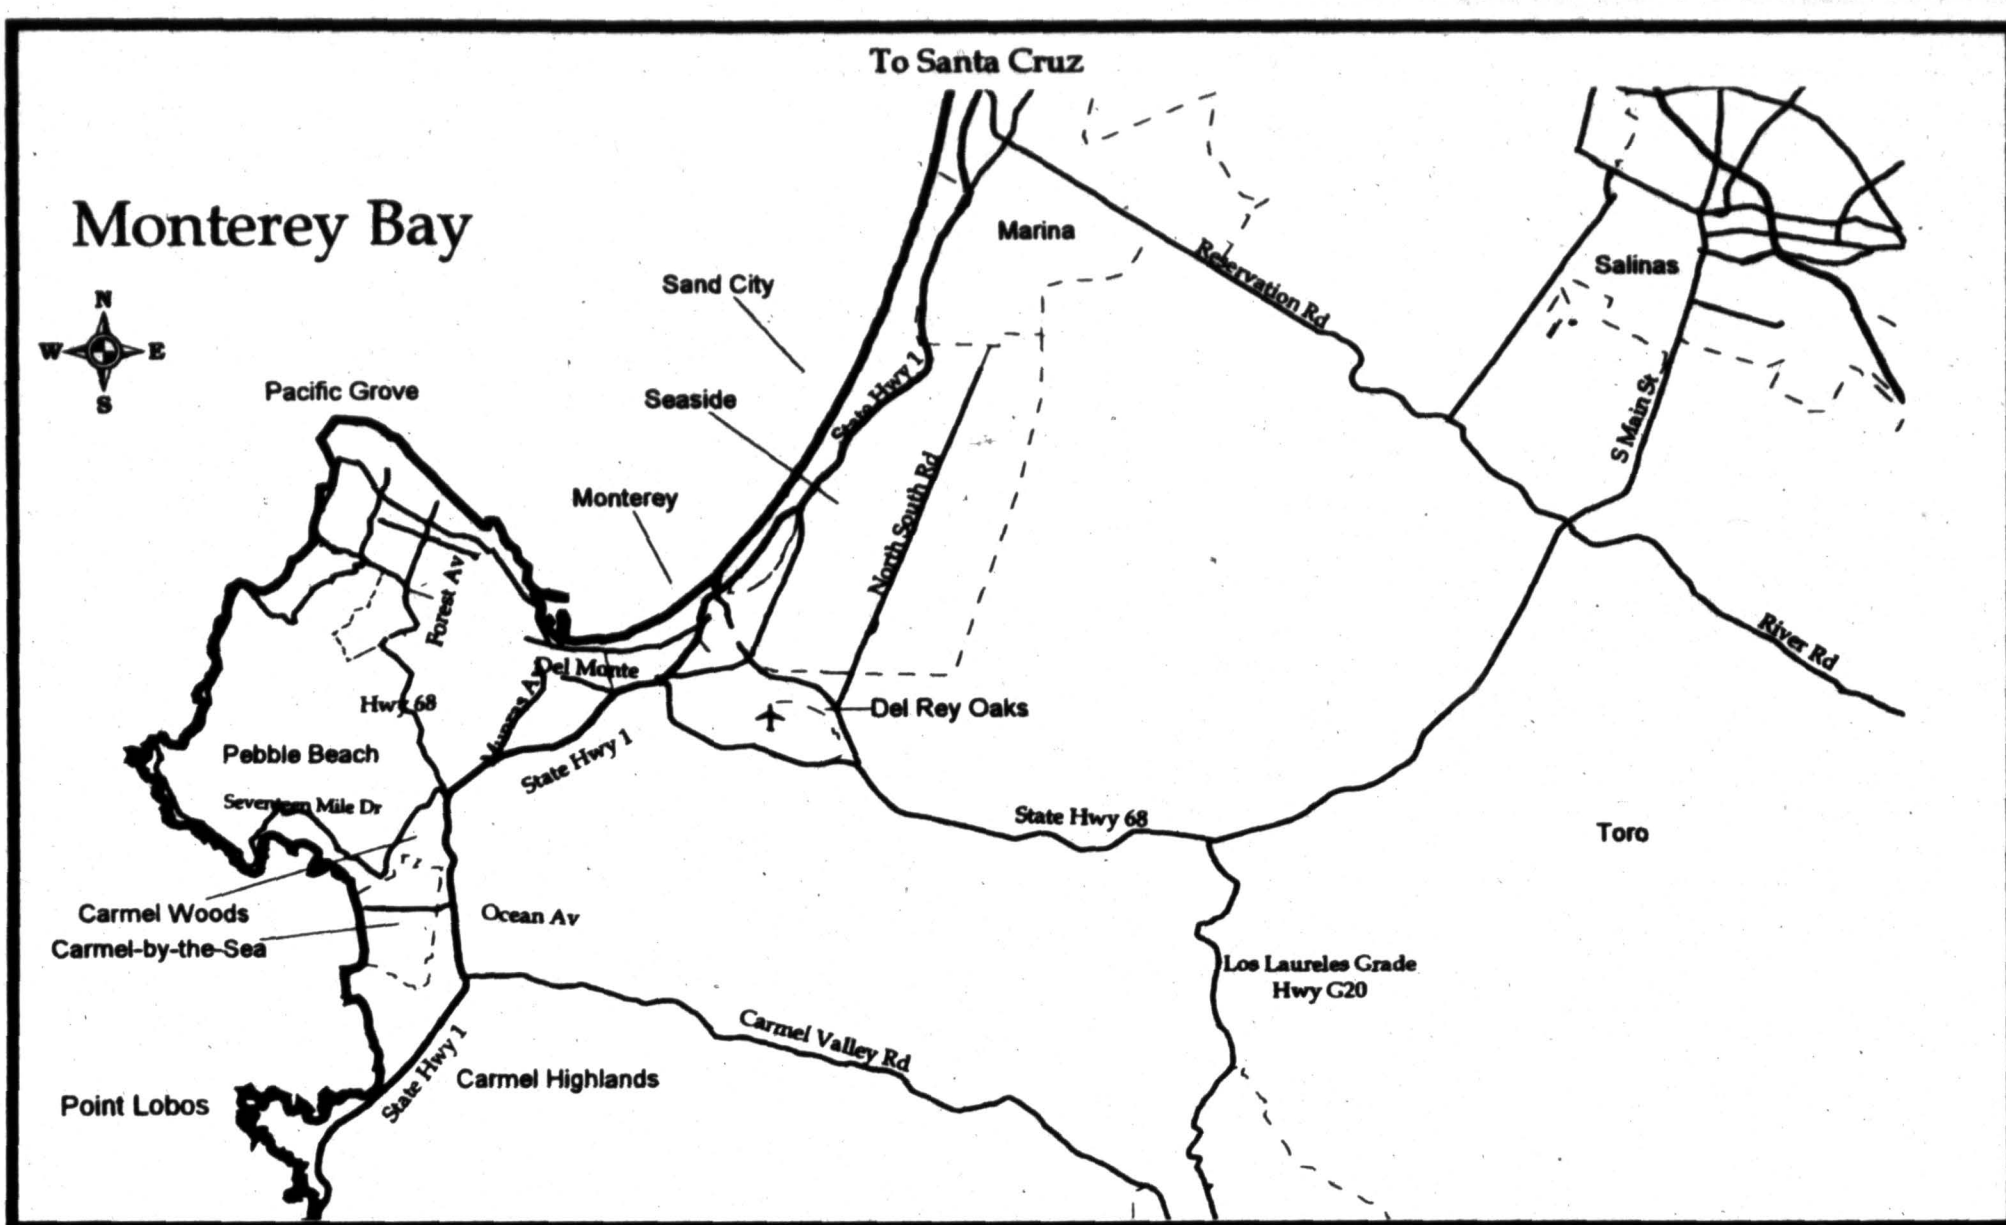 To Santa Cruz
Monterey Bay
N
W E
S
Marina
Reservation Rd
Salinas
Sand City
State Hwy 1
Pacific Grove
Seaside
S Main St
Monterey
North South Rd
Forest Av
River Rd
Del Monte
Munras Av
Hwy 68
Del Rey Oaks
Pebble Beach
State Hwy 1
Seventeen Mile Dr
State Hwy 68
Toro
Carmel Woods
Ocean Av
Carmel-by-the-Sea
Los Laureles Grade
Hwy G20
Carmel Valley Rd
State Hwy 1
Carmel Highlands
Point Lobos